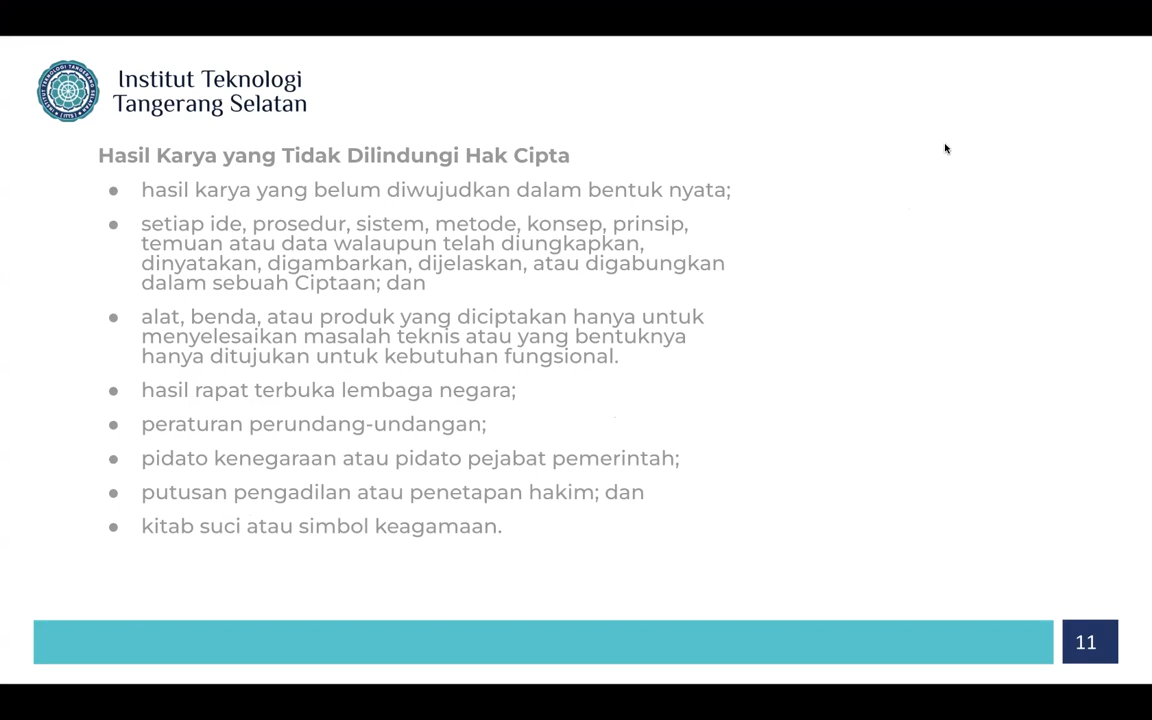 Institut Teknologi
Tangerang Selatan
Hasil Karya yang Tidak Dilindungi Hak Cipta
● hasil karya yang belum diwujudkan dalam bentuk nyata;
● setiap ide, prosedur, sistem, metode, konsep, prinsip,
temuan atau data walaupun telah diungkapkan,
dinyatakan, digambarkan, dijelaskan, atau digabungkan
dalam sebuah Ciptaan; dan
● alat, benda, atau produk yang diciptakan hanya untuk
menyelesaikan masalah teknis atau yang bentuknya
hanya ditujukan untuk kebutuhan fungsional.
● hasil rapat terbuka lembaga negara;
● peraturan perundang-undangan;
● pidato kenegaraan atau pidato pejabat pemerintah;
● putusan pengadilan atau penetapan hakim; dan
● kitab suci atau simbol keagamaan.
11